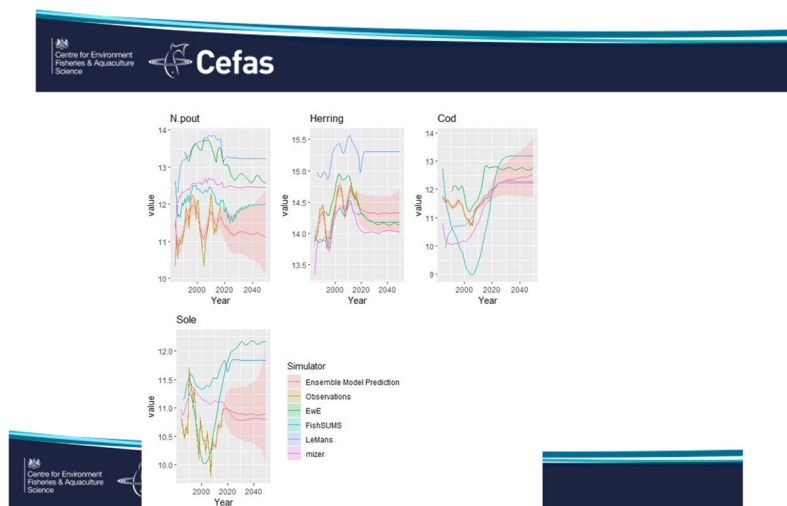 Centre for Environment
Fisheries & Aquaculture
Science
Cefas
N.pout
Herring
Cod
14
13
12
11
10
value
2000
2020
2040
Year
15.5
15.0
14.5
14.0
13.5
value
2000
2020
2040
Year
14
13
12
11
10
9
value
2000
2020
2040
Year
Sole
12.0
11.5
11.0
10.5
10.0
value
2000
2020
2040
Year
Simulator
Ensemble Model Prediction
Observations
EwE
FishSUMS
LeMans
mizer
Centre for Environment
Fisheries & Aquaculture
Science